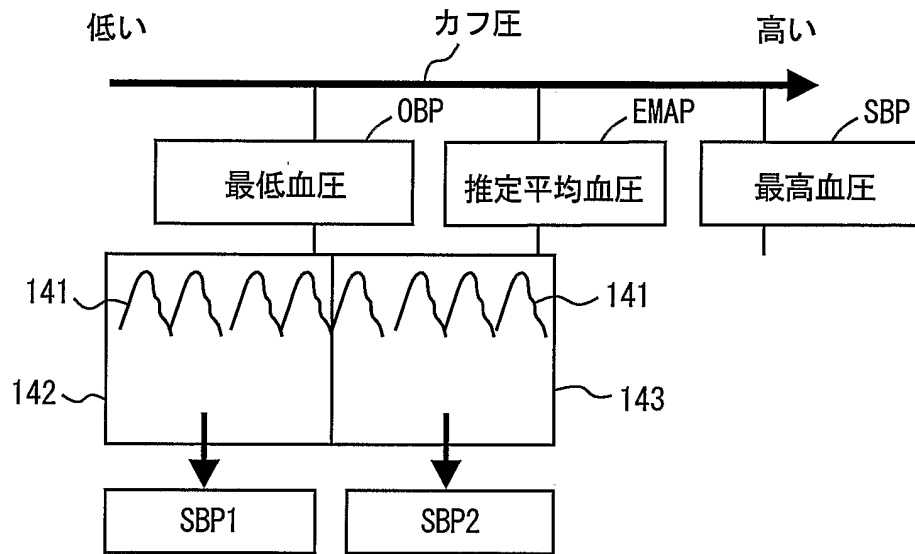 低い
カフ圧
高い
OBP
EMAP
SBP
最低血圧
推定平均血圧
最高血圧
141
141
142
143
SBP1
SBP2